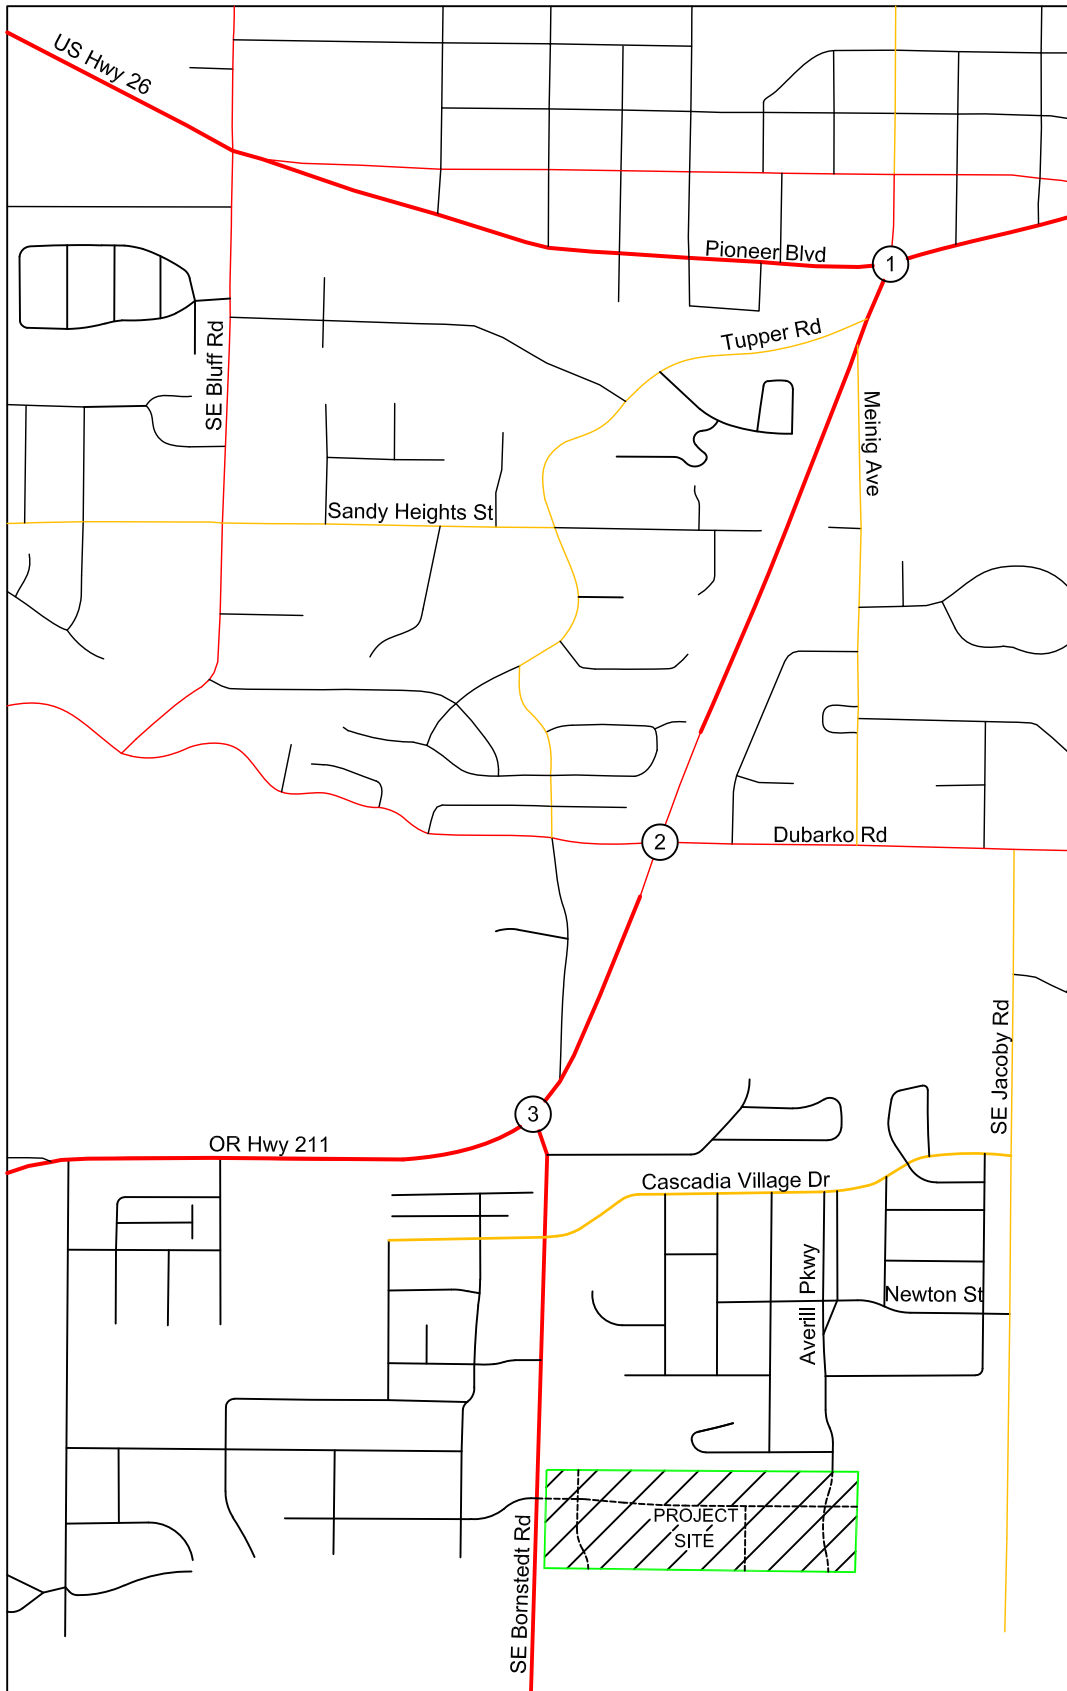 US Hwy 26
Pioneer Blvd
1
Tupper Rd
SE Bluff Rd
Meinig Ave
Sandy Heights St
Dubarko Rd
2
SE Jacoby Rd
3
OR Hwy 211
Cascadia Village Dr
Averill Pkwy
Newton St
PROJECT
SITE
SE Bornstedt Rd